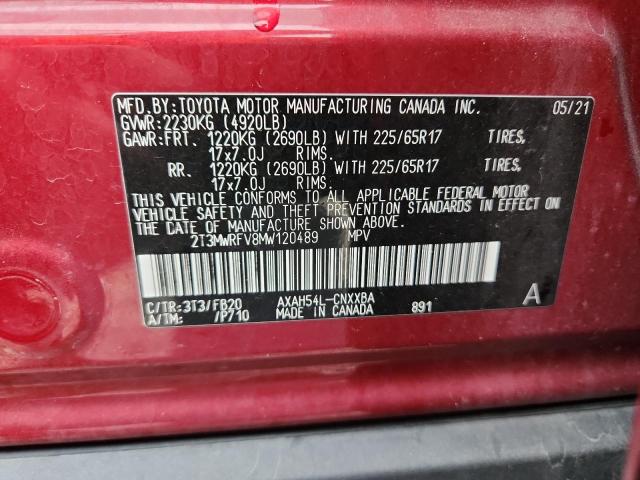 MFD.BY:TOYOTA MOTOR MANUFACTURING CANADA INC. 05/21
GVWR:2230KG (4920LB)
GAWR:FRT. 1220KG (2690LB) WITH 225/65R17 TIRES,
17x7.0J RIMS.
RR. 1220KG (2690LB) WITH 225/65R17 TIRES,
17x7.0J RIMS.
THIS VEHICLE CONFORMS TO ALL APPLICABLE FEDERAL MOTOR
VEHICLE SAFETY AND THEFT PREVENTION STANDARDS IN EFFECT
ON THE DATE OF MANUFACTURE SHOWN ABOVE.
2T3MWRFV8MW120489 MPV
C/TR:3T3/FB20 AXAH54L-CNXXBA 891 A
A/TM: /P710 MADE IN CANADA